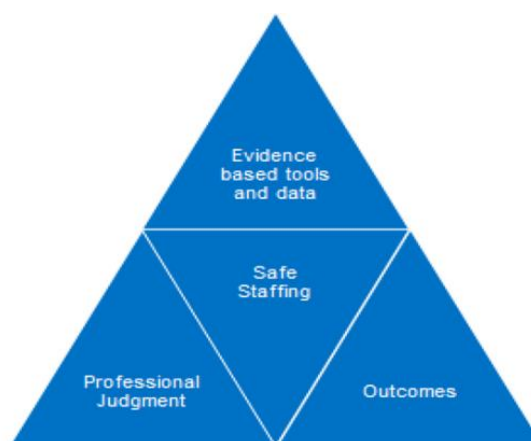 Evidence
based tools
and data
Safe
Staffing
Professional
Judgment
Outcomes